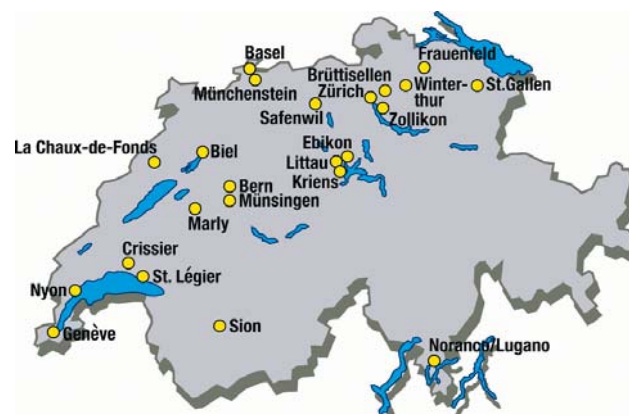 Basel
Frauenfeld
Münchenstein
Brüttisellen
Zürich
Winter-
thur
St.Gallen
Safenwil
Zollikon
La Chaux-de-Fonds
Biel
Ebikon
Littau
Kriens
Bern
Münsingen
Marly
Crissier
St. Légier
Nyon
Genève
Sion
Noranco/Lugano